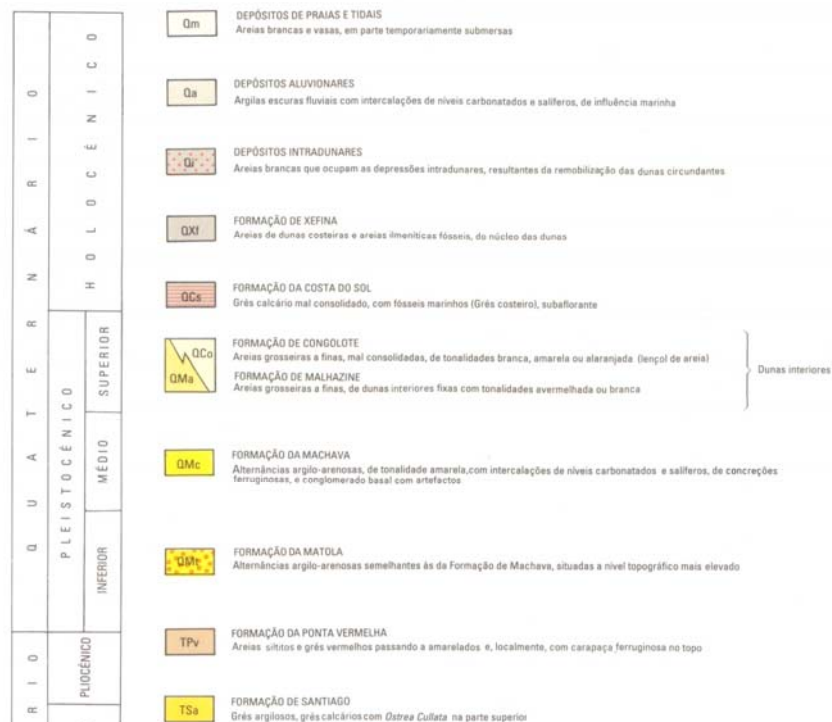 QUATERNÁRIO
RIO
HOLOCÉNICO
PLEISTOCÉNICO
SUPERIOR
MÉDIO
INFERIOR
PLIOCÉNICO
Qm
DEPÓSITOS DE PRAIAS E TIDAIS
Areias brancas e vasas, em parte temporariamente submersas
Qa
DEPÓSITOS ALUVIONARES
Argilas escuras fluviais com intercalações de níveis carbonatados e salíferos, de influência marinha
Qi
DEPÓSITOS INTRADUNARES
Areias brancas que ocupam as depressões intradunares, resultantes da remobilização das dunas circundantes
QXf
FORMAÇÃO DE XEFINA
Areias de dunas costeiras e areias ilmeníticas fósseis, do núcleo das dunas
QCs
FORMAÇÃO DA COSTA DO SOL
Grés calcário mal consolidado, com fósseis marinhos (Grés costeiro), subaflorante
QCo
FORMAÇÃO DE CONGOLOTE
Areias grosseiras a finas, mal consolidadas, de tonalidades branca, amarela ou alaranjada (lençol de areia)
QMa
FORMAÇÃO DE MALHAZINE
Areias grosseiras a finas, de dunas interiores fixas com tonalidades avermelhada ou branca
Dunas interiores
QMc
FORMAÇÃO DA MACHAVA
Alternâncias argilo-arenosas, de tonalidade amarela,com intercalações de níveis carbonatados e salíferos, de concreções
ferruginosas, e conglomerado basal com artefactos
QMt
FORMAÇÃO DA MATOLA
Alternâncias argilo-arenosas semelhantes às da Formação de Machava, situadas a nível topográfico mais elevado
TPv
FORMAÇÃO DA PONTA VERMELHA
Areias siltitos e grés vermelhos passando a amarelados e, localmente, com carapaça ferruginosa no topo
TSa
FORMAÇÃO DE SANTIAGO
Grés argilosos, grés calcários com Ostrea Cullata na parte superior